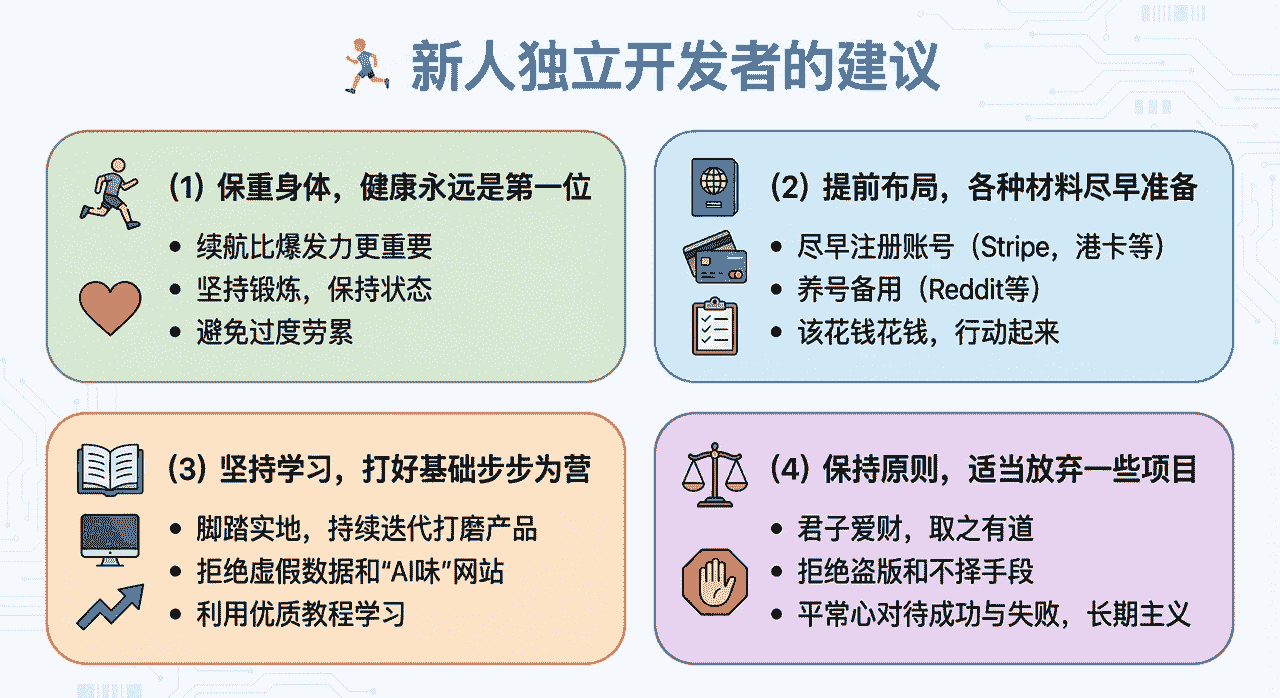 新人独立开发者的建议
(1) 保重身体，健康永远是第一位
• 续航比爆发力更重要
• 坚持锻炼，保持状态
• 避免过度劳累
(2) 提前布局，各种材料尽早准备
• 尽早注册账号（Stripe，港卡等）
• 养号备用（Reddit等）
• 该花钱花钱，行动起来
(3) 坚持学习，打好基础步步为营
• 脚踏实地，持续迭代打磨产品
• 拒绝虚假数据和“AI味”网站
• 利用优质教程学习
(4) 保持原则，适当放弃一些项目
• 君子爱财，取之有道
• 拒绝盗版和不择手段
• 平常心对待成功与失败，长期主义